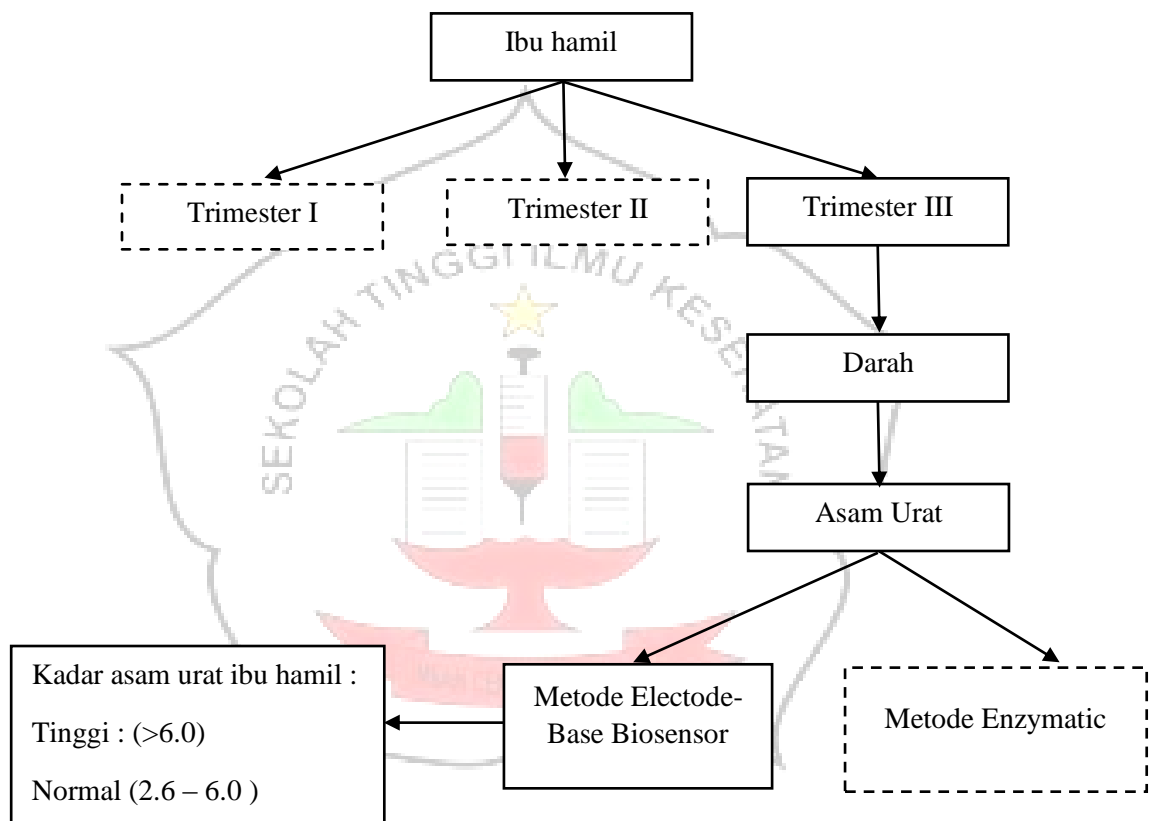 Ibu hamil
Trimester I
Trimester II
Trimester III
SEKOLAH TINGGI ILMU KESEHATAN
Darah
Asam Urat
Kadar asam urat ibu hamil :
Tinggi : (>6.0)
Normal (2.6 – 6.0 )
Metode Electode-
Base Biosensor
Metode Enzymatic